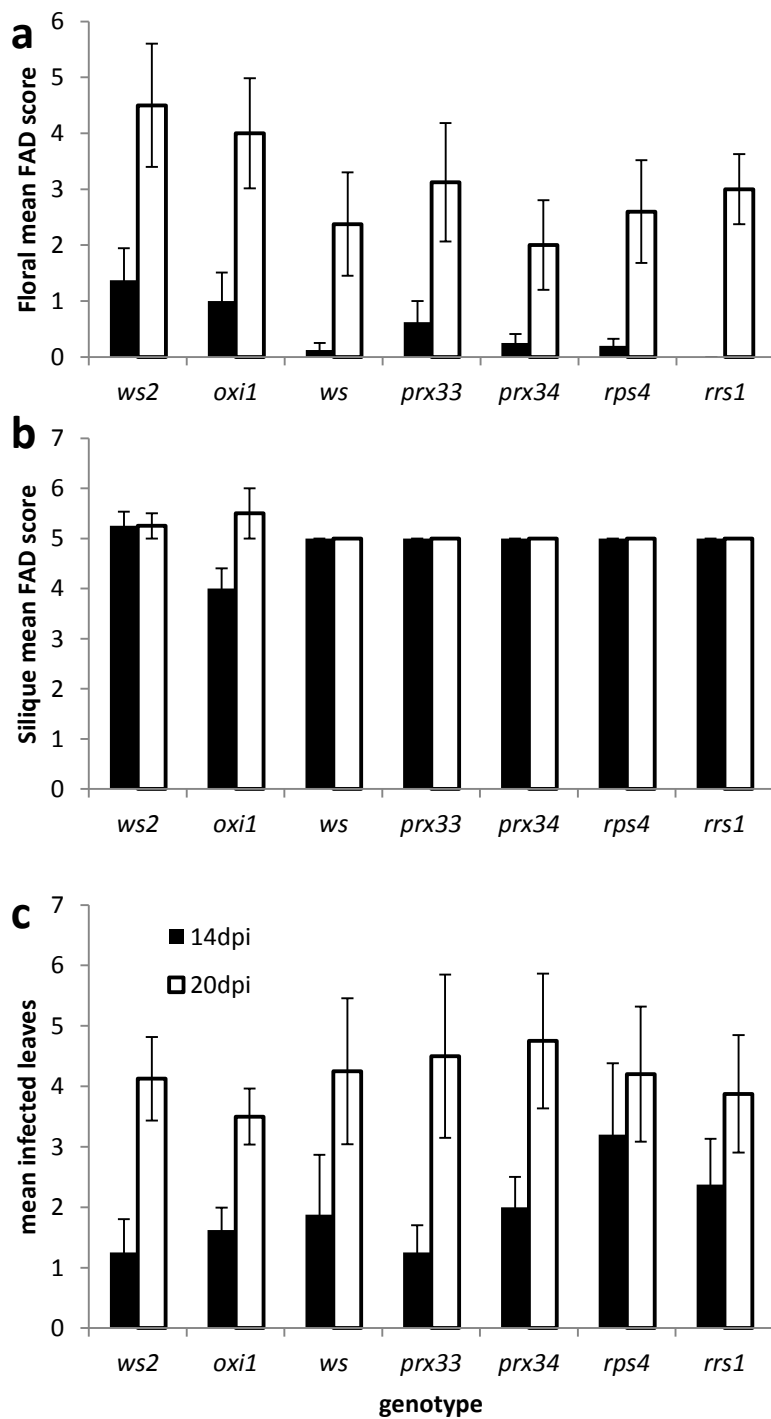 a
Floral mean FAD score
6
5
4
3
2
1
0
ws2 oxi1 ws prx33 prx34 rps4 rrs1
b
Silique mean FAD score
7
6
5
4
3
2
1
0
ws2 oxi1 ws prx33 prx34 rps4 rrs1
c
mean infected leaves
7
6
5
4
3
2
1
0
14dpi
20dpi
ws2 oxi1 ws prx33 prx34 rps4 rrs1
genotype